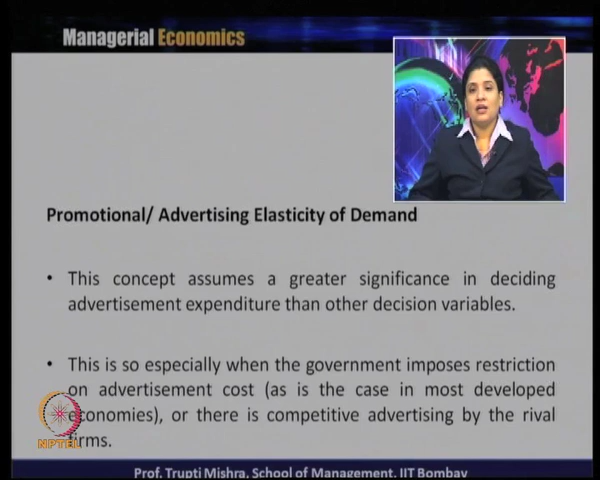 Managerial Economics
Promotional/ Advertising Elasticity of Demand
• This concept assumes a greater significance in deciding
advertisement expenditure than other decision variables.
• This is so especially when the government imposes restriction
on advertisement cost (as is the case in most developed
economies), or there is competitive advertising by the rival
firms.
NPTEL
Prof. Trupti Mishra, School of Management, IIT Bombay